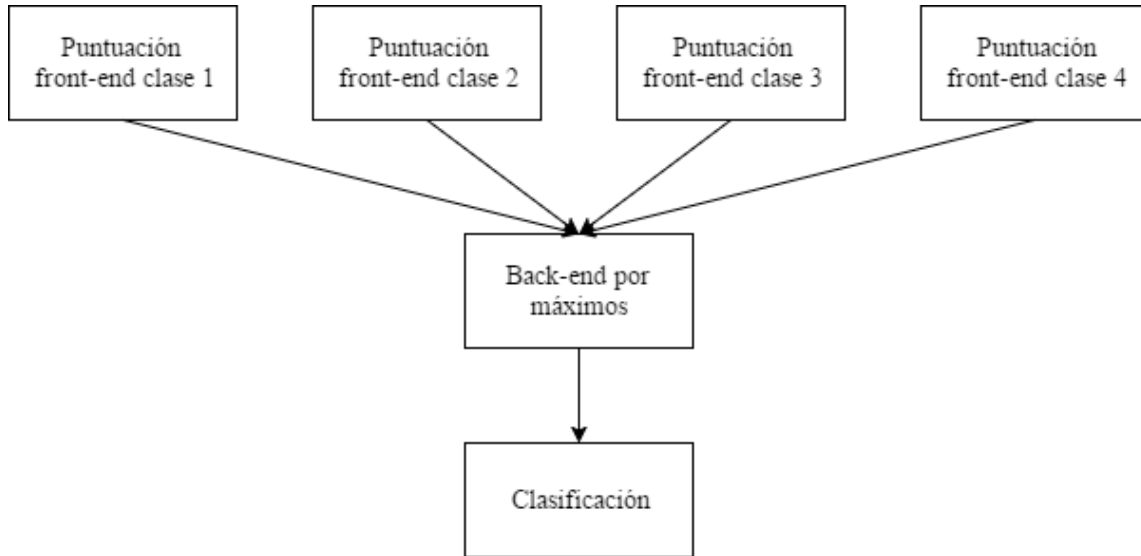 Puntuación
front-end clase 1
Puntuación
front-end clase 2
Puntuación
front-end clase 3
Puntuación
front-end clase 4
Back-end por
máximos
Clasificación